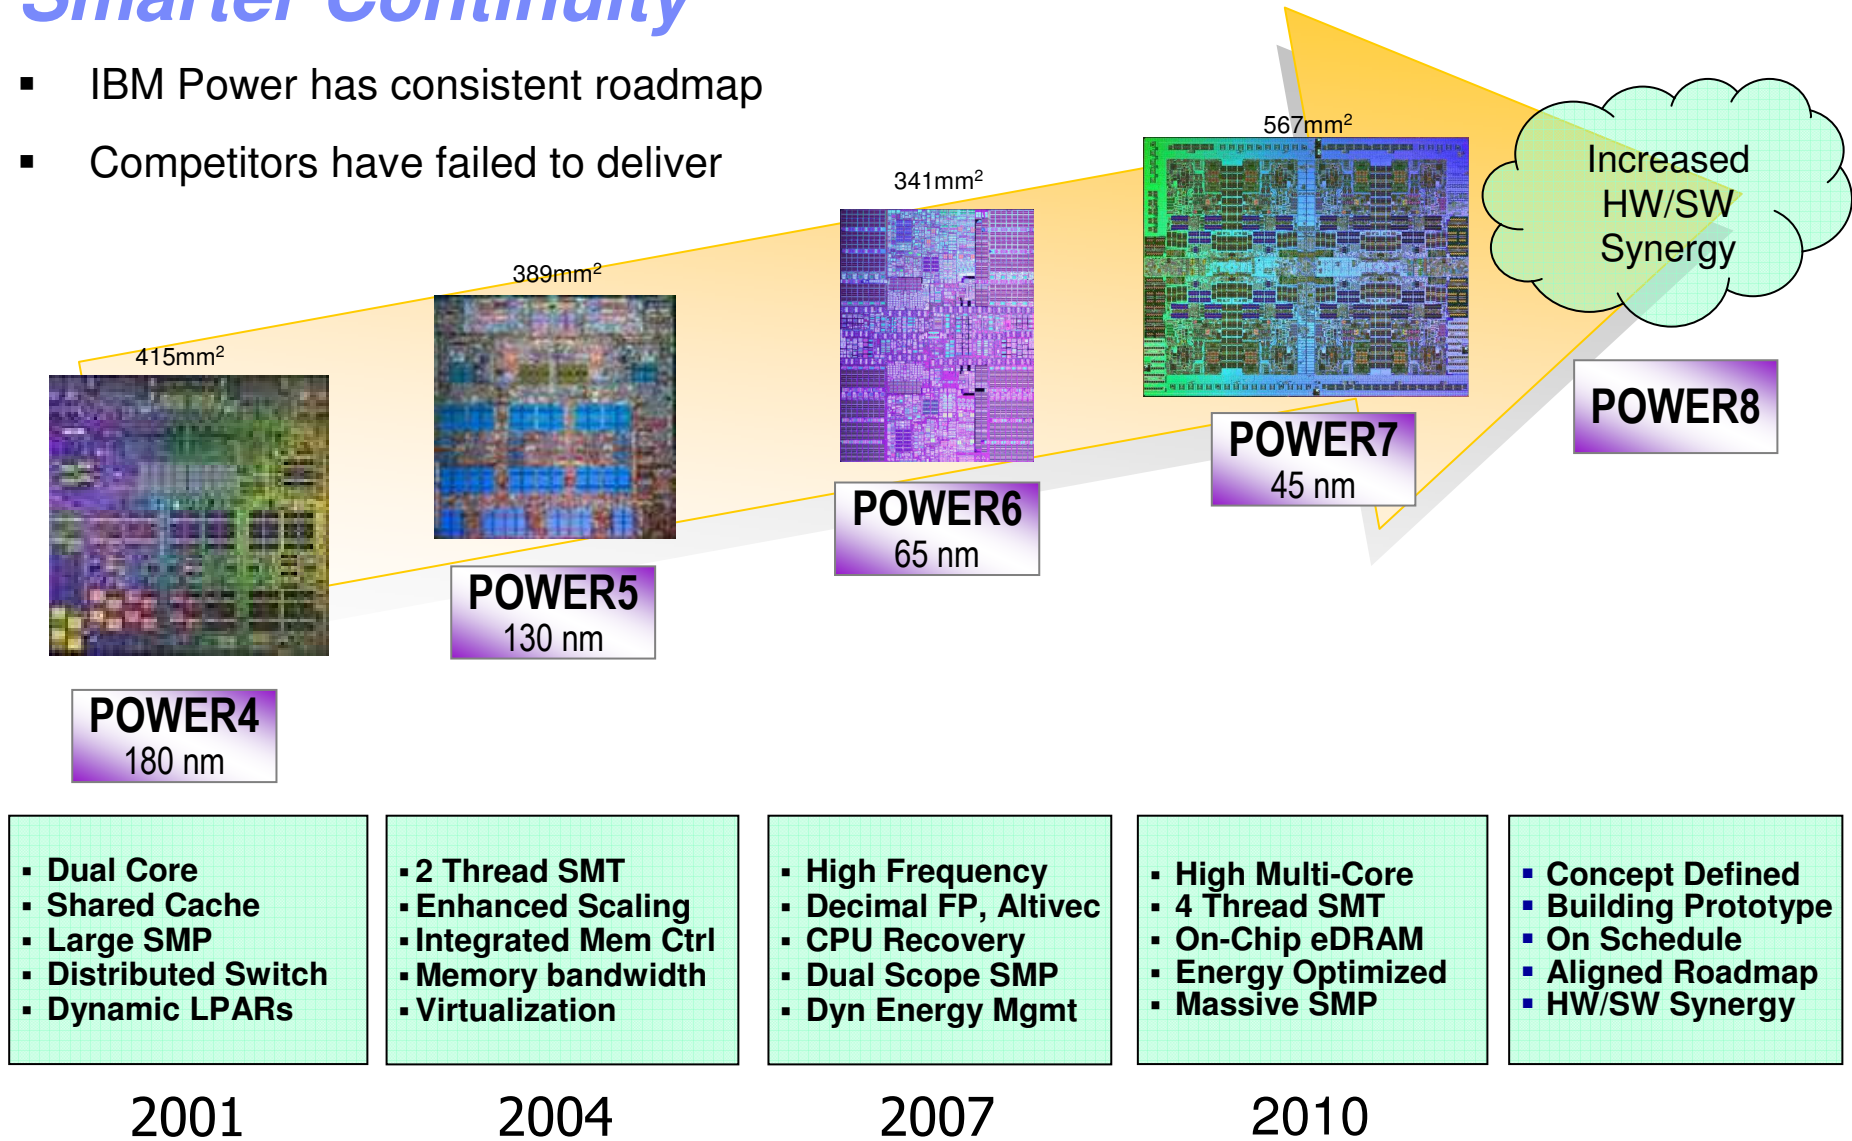 Smarter Continuity
▪ IBM Power has consistent roadmap
▪ Competitors have failed to deliver
415mm²
389mm²
341mm²
567mm²
Increased
HW/SW
Synergy
POWER4
180 nm
POWER5
130 nm
POWER6
65 nm
POWER7
45 nm
POWER8
▪ Dual Core
▪ Shared Cache
▪ Large SMP
▪ Distributed Switch
▪ Dynamic LPARs
▪ 2 Thread SMT
▪ Enhanced Scaling
▪ Integrated Mem Ctrl
▪ Memory bandwidth
▪ Virtualization
▪ High Frequency
▪ Decimal FP, Altivec
▪ CPU Recovery
▪ Dual Scope SMP
▪ Dyn Energy Mgmt
▪ High Multi-Core
▪ 4 Thread SMT
▪ On-Chip eDRAM
▪ Energy Optimized
▪ Massive SMP
▪ Concept Defined
▪ Building Prototype
▪ On Schedule
▪ Aligned Roadmap
▪ HW/SW Synergy
2001
2004
2007
2010